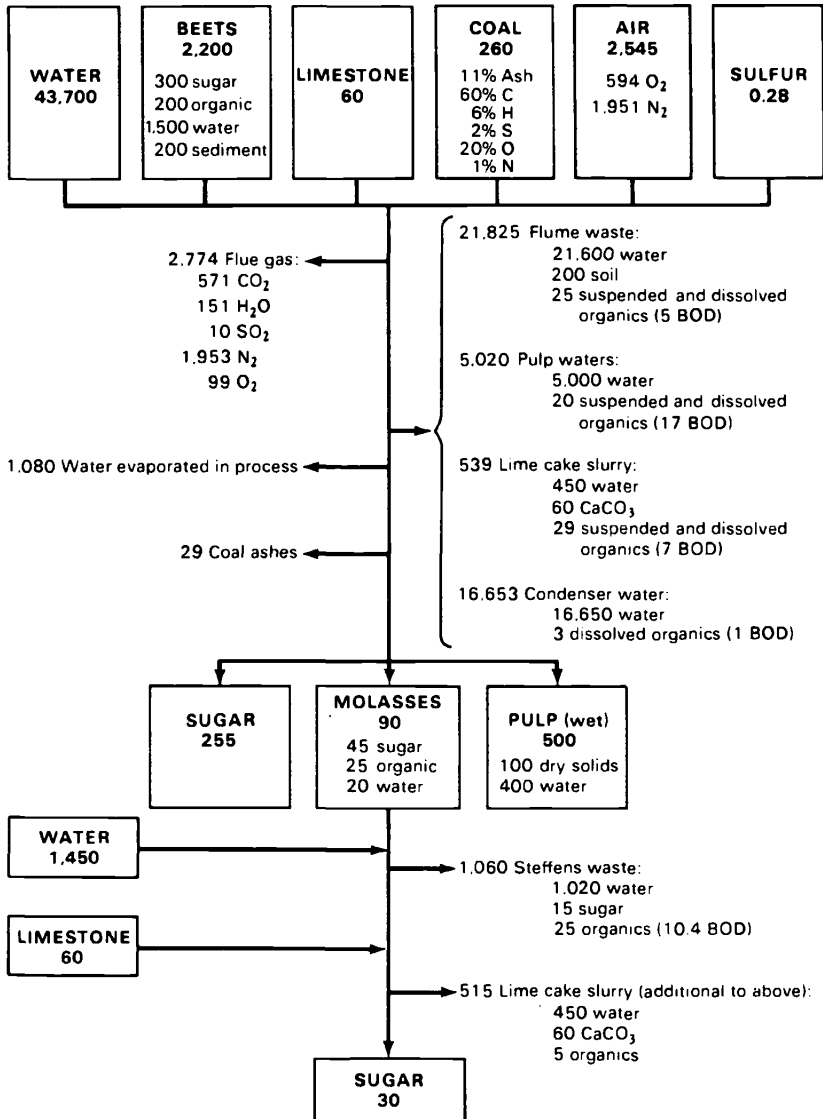 WATER
43,700
BEETS
2,200
300 sugar
200 organic
1.500 water
200 sediment
LIMESTONE
60
COAL
260
11% Ash
60% C
6% H
2% S
20% O
1% N
AIR
2,545
594 O₂
1.951 N₂
SULFUR
0.28
2.774 Flue gas:
571 CO₂
151 H₂O
10 SO₂
1.953 N₂
99 O₂
1.080 Water evaporated in process
29 Coal ashes
21.825 Flume waste:
21.600 water
200 soil
25 suspended and dissolved
organics (5 BOD)
5.020 Pulp waters:
5.000 water
20 suspended and dissolved
organics (17 BOD)
539 Lime cake slurry:
450 water
60 CaCO₃
29 suspended and dissolved
organics (7 BOD)
16.653 Condenser water:
16.650 water
3 dissolved organics (1 BOD)
SUGAR
255
MOLASSES
90
45 sugar
25 organic
20 water
PULP (wet)
500
100 dry solids
400 water
WATER
1,450
1.060 Steffens waste:
1.020 water
15 sugar
25 organics (10.4 BOD)
LIMESTONE
60
515 Lime cake slurry (additional to above):
450 water
60 CaCO₃
5 organics
SUGAR
30